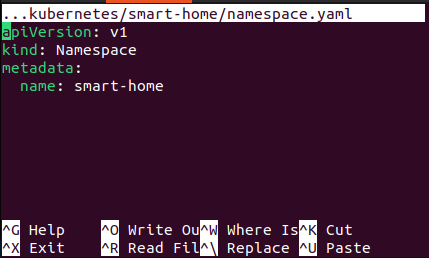 ...kubernetes/smart-home/namespace.yaml
apiVersion: v1
kind: Namespace
metadata:
  name: smart-home
^G Help ^O Write Ou^W Where Is^K Cut
^X Exit ^R Read Fil^\ Replace ^U Paste